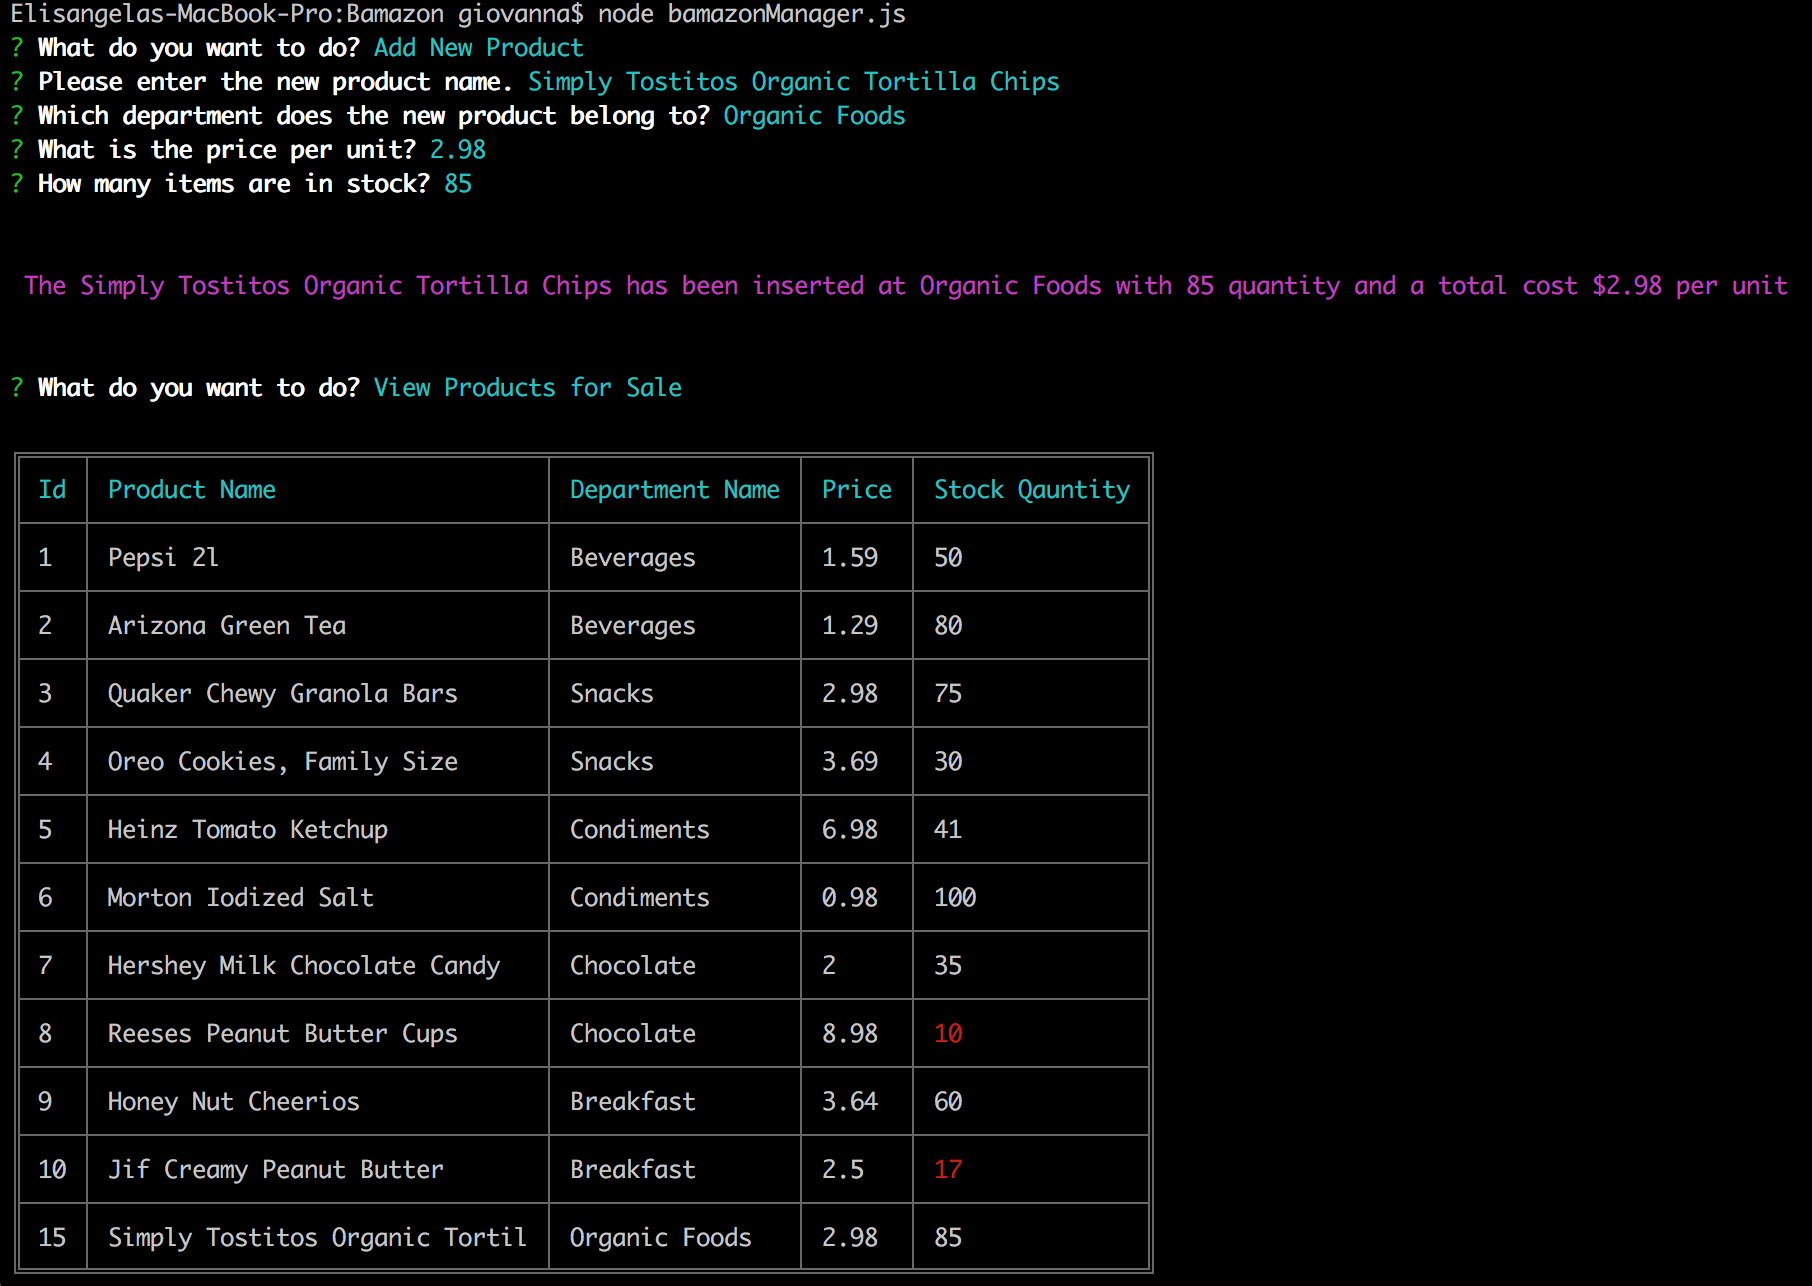 Elisangelas-MacBook-Pro:Bamazon giovanna$ node bamazonManager.js
? What do you want to do? Add New Product
? Please enter the new product name. Simply Tostitos Organic Tortilla Chips
? Which department does the new product belong to? Organic Foods
? What is the price per unit? 2.98
? How many items are in stock? 85
The Simply Tostitos Organic Tortilla Chips has been inserted at Organic Foods with 85 quantity and a total cost $2.98 per unit
? What do you want to do? View Products for Sale
Id Product Name Department Name Price Stock Qauntity
1 Pepsi 2l Beverages 1.59 50
2 Arizona Green Tea Beverages 1.29 80
3 Quaker Chewy Granola Bars Snacks 2.98 75
4 Oreo Cookies, Family Size Snacks 3.69 30
5 Heinz Tomato Ketchup Condiments 6.98 41
6 Morton Iodized Salt Condiments 0.98 100
7 Hershey Milk Chocolate Candy Chocolate 2 35
8 Reeses Peanut Butter Cups Chocolate 8.98 10
9 Honey Nut Cheerios Breakfast 3.64 60
10 Jif Creamy Peanut Butter Breakfast 2.5 17
15 Simply Tostitos Organic Tortil Organic Foods 2.98 85